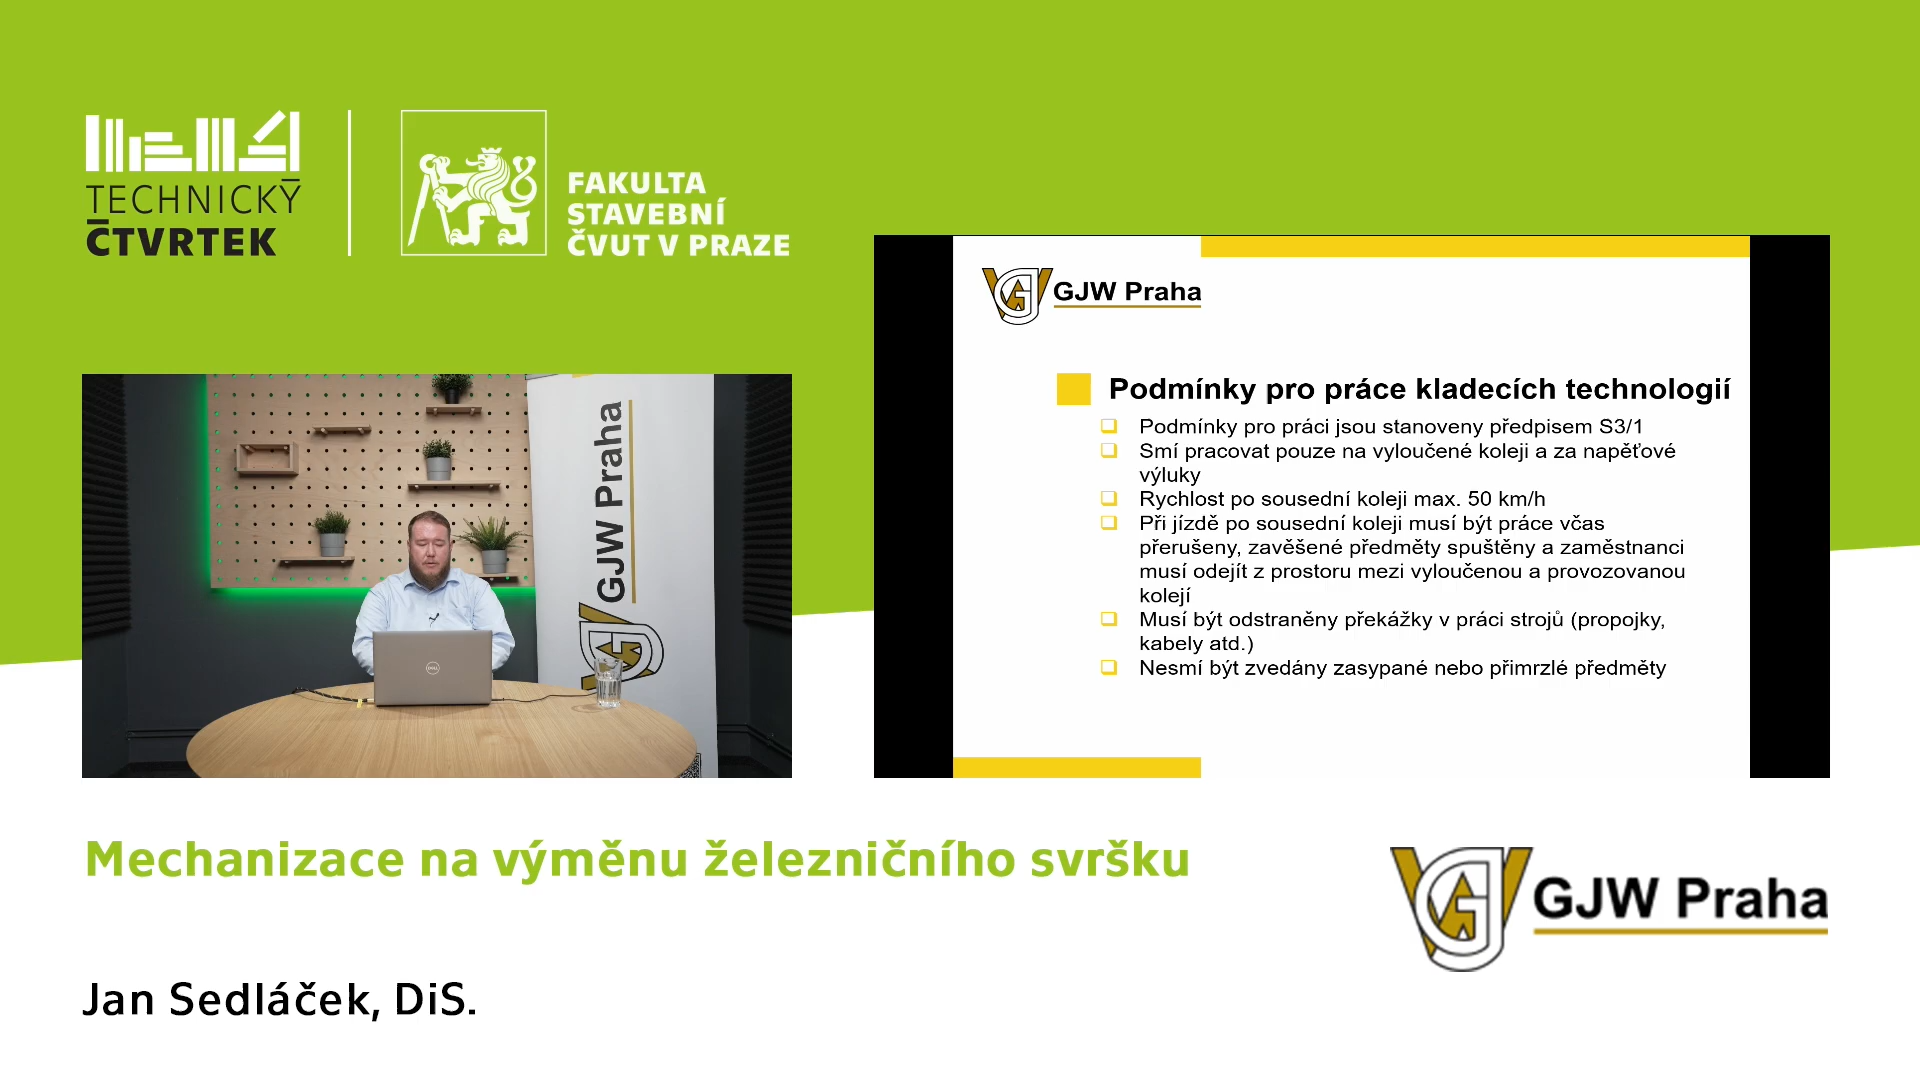 TECHNICKÝ
ČTVRTEK
FAKULTA
STAVEBNÍ
ČVUT V PRAZE
GJW Praha
GJW Praha
Podmínky pro práce kladecích technologií
Podmínky pro práci jsou stanoveny předpisem S3/1
Smí pracovat pouze na vyloučené koleji a za napěťové
výluky
Rychlost po sousední koleji max. 50 km/h
Při jízdě po sousední koleji musí být práce včas
přerušeny, zavěšené předměty spuštěny a zaměstnanci
musí odejít z prostoru mezi vyloučenou a provozovanou
kolejí
Musí být odstraněny překážky v práci strojů (propojky,
kabely atd.)
Nesmí být zvedány zasypané nebo přimrzlé předměty
DELL
Mechanizace na výměnu železničního svršku
GJW Praha
Jan Sedláček, DiS.